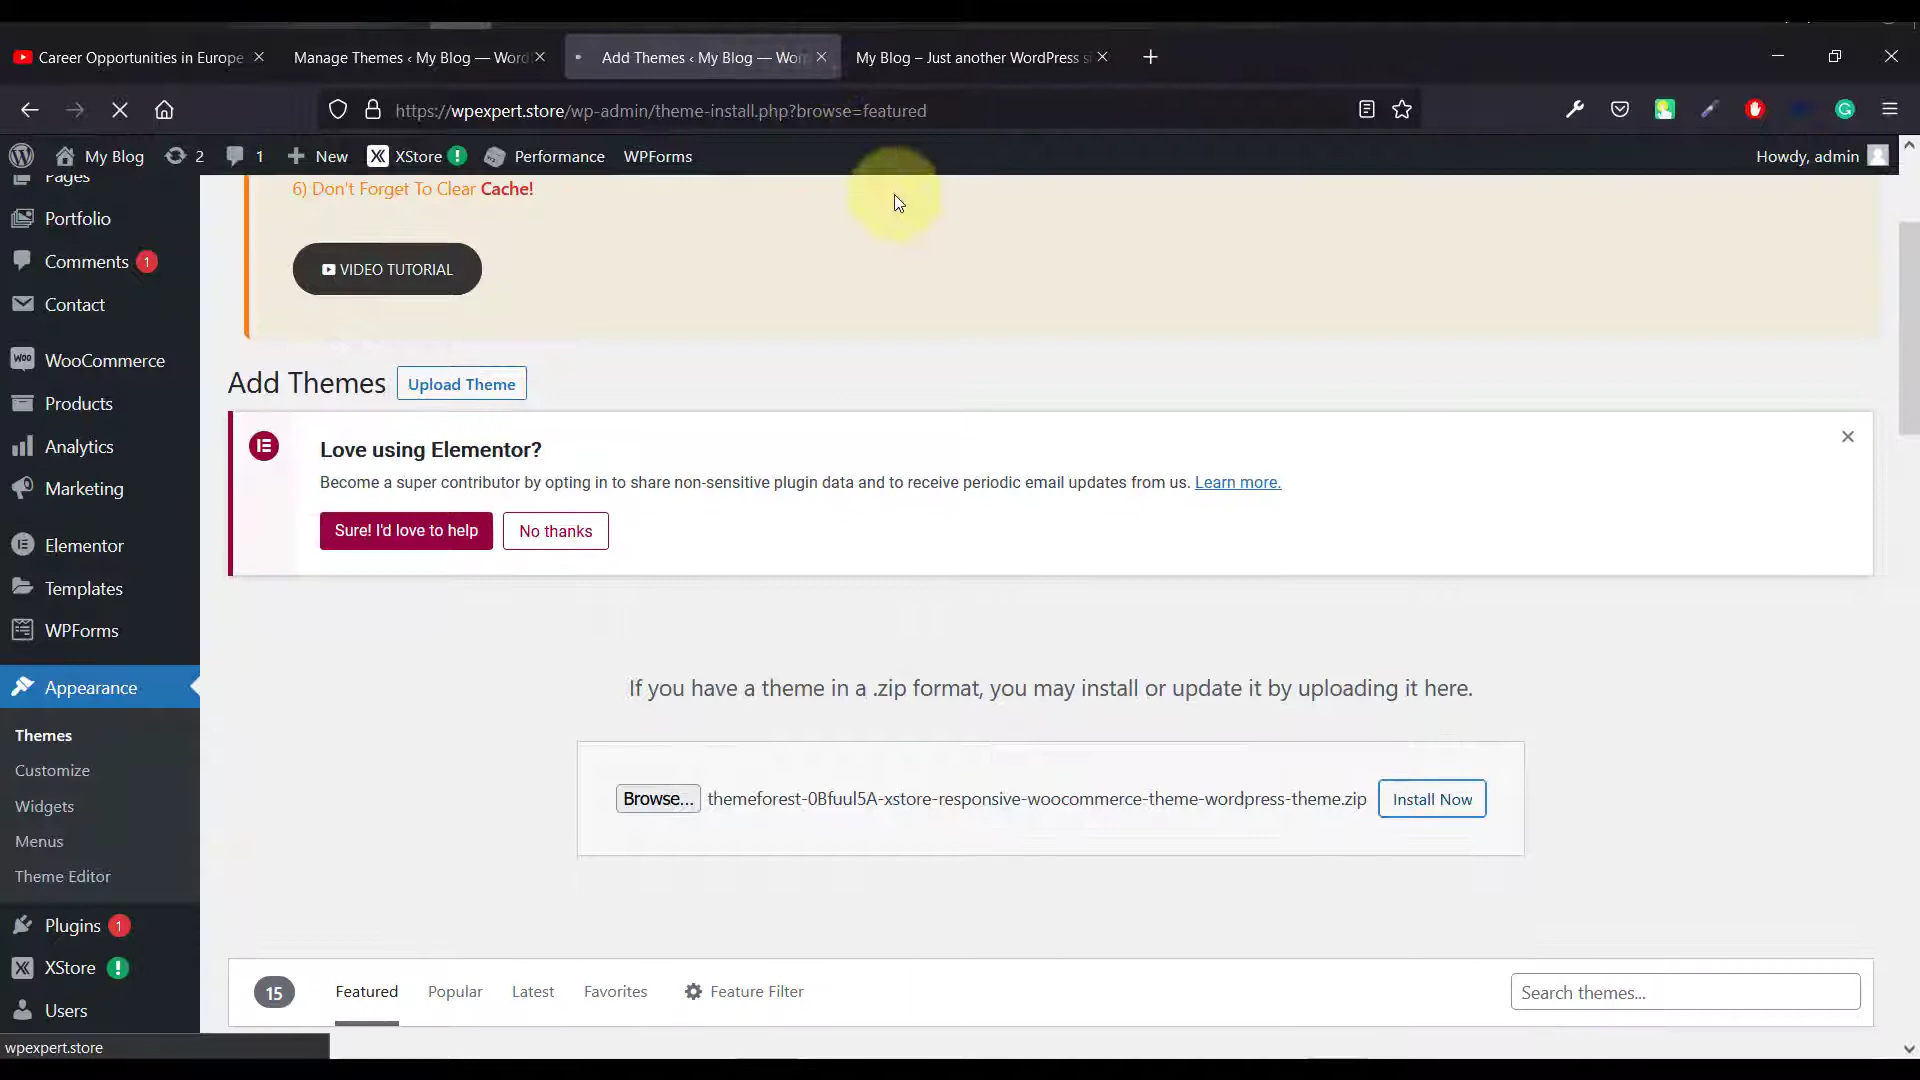 Career Opportunities in Europe
Manage Themes ‹ My Blog — Word
Add Themes ‹ My Blog — Wor
My Blog – Just another WordPress si
https://wpexpert.store/wp-admin/theme-install.php?browse=featured
My Blog
2
1
New
XStore !
Performance
WPForms
Howdy, admin
Pages
Portfolio
Comments 1
Contact
WooCommerce
Products
Analytics
Marketing
Elementor
Templates
WPForms
Appearance
Themes
Customize
Widgets
Menus
Theme Editor
Plugins 1
XStore !
Users
wpexpert.store
6) Don't Forget To Clear Cache!
VIDEO TUTORIAL
Add Themes
Upload Theme
Love using Elementor?
Become a super contributor by opting in to share non-sensitive plugin data and to receive periodic email updates from us. Learn more.
Sure! I'd love to help
No thanks
If you have a theme in a .zip format, you may install or update it by uploading it here.
Browse... themeforest-0Bfuul5A-xstore-responsive-woocommerce-theme-wordpress-theme.zip
Install Now
15
Featured
Popular
Latest
Favorites
Feature Filter
Search themes...